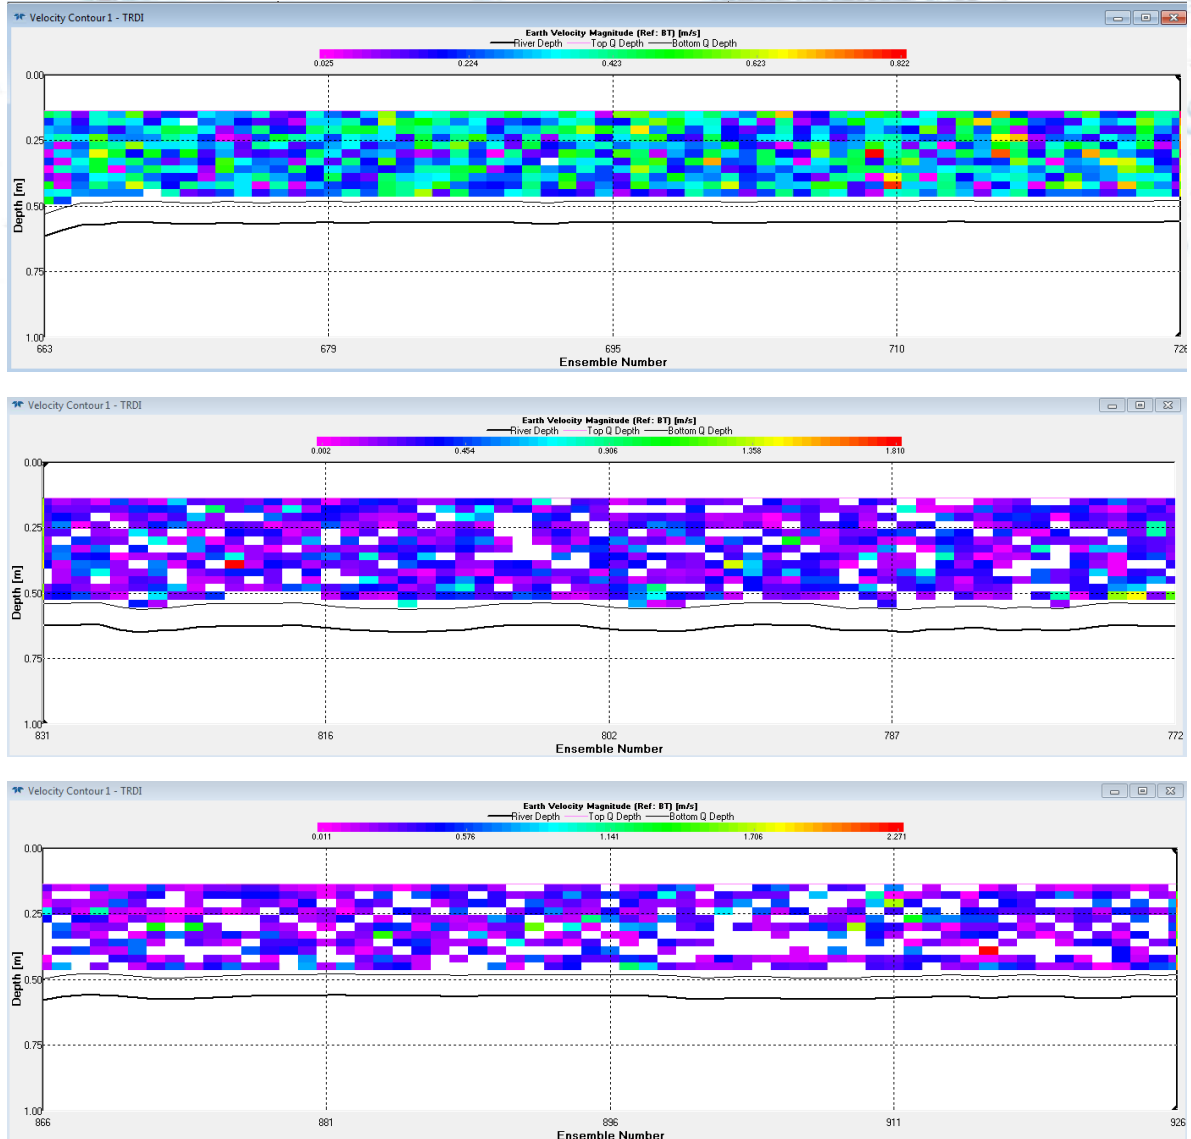 Velocity Contour 1 - TRDI
Earth Velocity Magnitude (Ref: BT) [m/s]
River Depth Top Q Depth Bottom Q Depth
0.025 0.224 0.423 0.623 0.822
0.00
0.25
0.50
0.75
1.00
Depth [m]
663 679 695 710 726
Ensemble Number
Velocity Contour 1 - TRDI
Earth Velocity Magnitude (Ref: BT) [m/s]
River Depth Top Q Depth Bottom Q Depth
0.002 0.454 0.906 1.358 1.810
0.00
0.25
0.50
0.75
1.00
Depth [m]
831 816 802 787 772
Ensemble Number
Velocity Contour 1 - TRDI
Earth Velocity Magnitude (Ref: BT) [m/s]
River Depth Top Q Depth Bottom Q Depth
0.011 0.576 1.141 1.706 2.271
0.00
0.25
0.50
0.75
1.00
Depth [m]
866 881 896 911 926
Ensemble Number